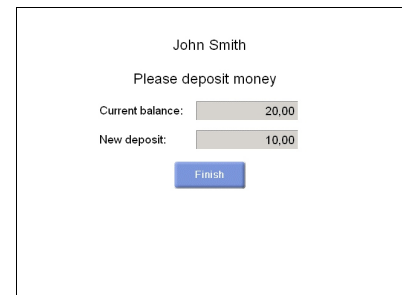 John Smith
Please deposit money
Current balance: 20,00
New deposit: 10,00
Finish